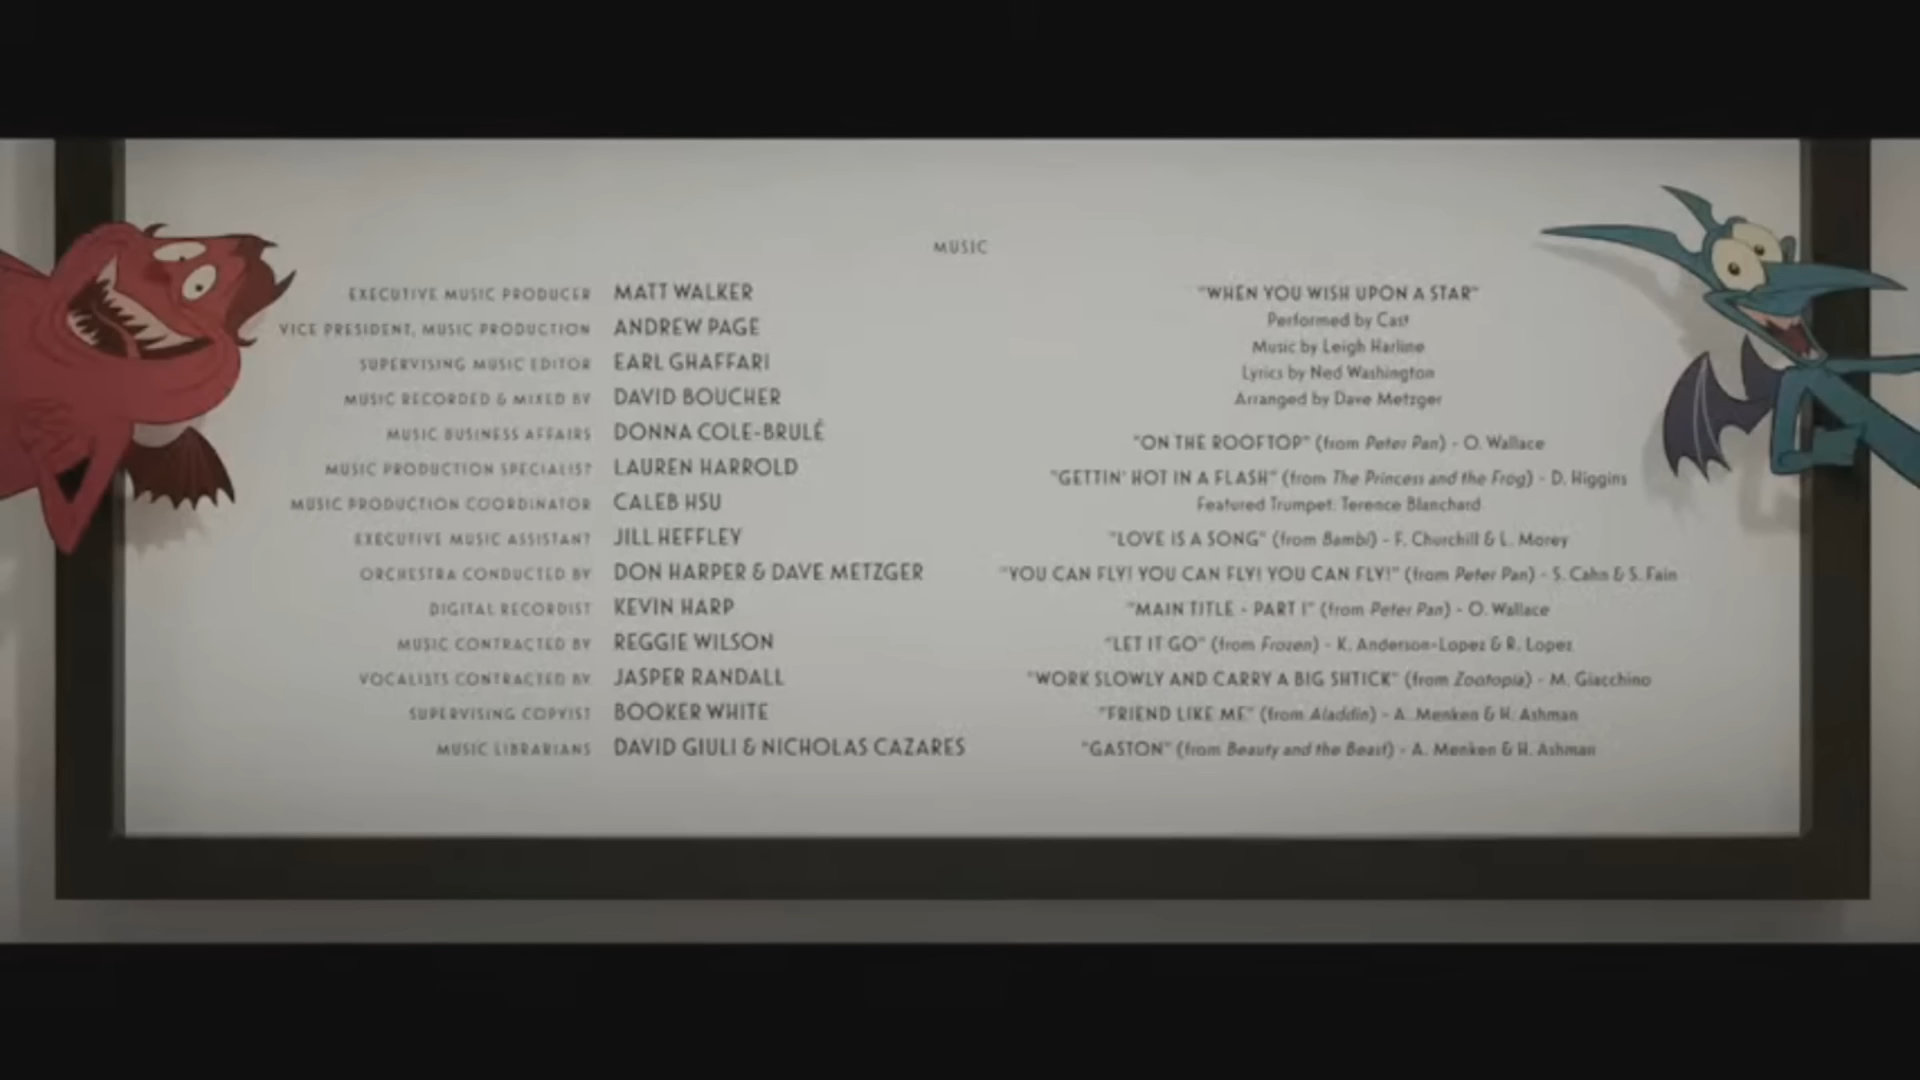 MUSIC
EXECUTIVE MUSIC PRODUCER MATT WALKER
VICE PRESIDENT, MUSIC PRODUCTION ANDREW PAGE
SUPERVISING MUSIC EDITOR EARL GHAFFARI
MUSIC RECORDED & MIXED BY DAVID BOUCHER
MUSIC BUSINESS AFFAIRS DONNA COLE-BRULÉ
MUSIC PRODUCTION SPECIALIST LAUREN HARROLD
MUSIC PRODUCTION COORDINATOR CALEB HSU
EXECUTIVE MUSIC ASSISTANT JILL HEFFLEY
ORCHESTRA CONDUCTED BY DON HARPER & DAVE METZGER
DIGITAL RECORDIST KEVIN HARP
MUSIC CONTRACTED BY REGGIE WILSON
VOCALISTS CONTRACTED BY JASPER RANDALL
SUPERVISING COPYIST BOOKER WHITE
MUSIC LIBRARIANS DAVID GIULI & NICHOLAS CAZARES
"WHEN YOU WISH UPON A STAR"
Performed by Cast
Music by Leigh Harline
Lyrics by Ned Washington
Arranged by Dave Metzger
"ON THE ROOFTOP" (from Peter Pan) - O. Wallace
"GETTIN' HOT IN A FLASH" (from The Princess and the Frog) - D. Higgins
Featured Trumpet: Terence Blanchard
"LOVE IS A SONG" (from Bambi) - F. Churchill & L. Morey
"YOU CAN FLY! YOU CAN FLY! YOU CAN FLY!" (from Peter Pan) - S. Cahn & S. Fain
"MAIN TITLE - PART I" (from Peter Pan) - O. Wallace
"LET IT GO" (from Frozen) - K. Anderson-Lopez & R. Lopez
"WORK SLOWLY AND CARRY A BIG SHTICK" (from Zootopia) - M. Giacchino
"FRIEND LIKE ME" (from Aladdin) - A. Menken & H. Ashman
"GASTON" (from Beauty and the Beast) - A. Menken & H. Ashman